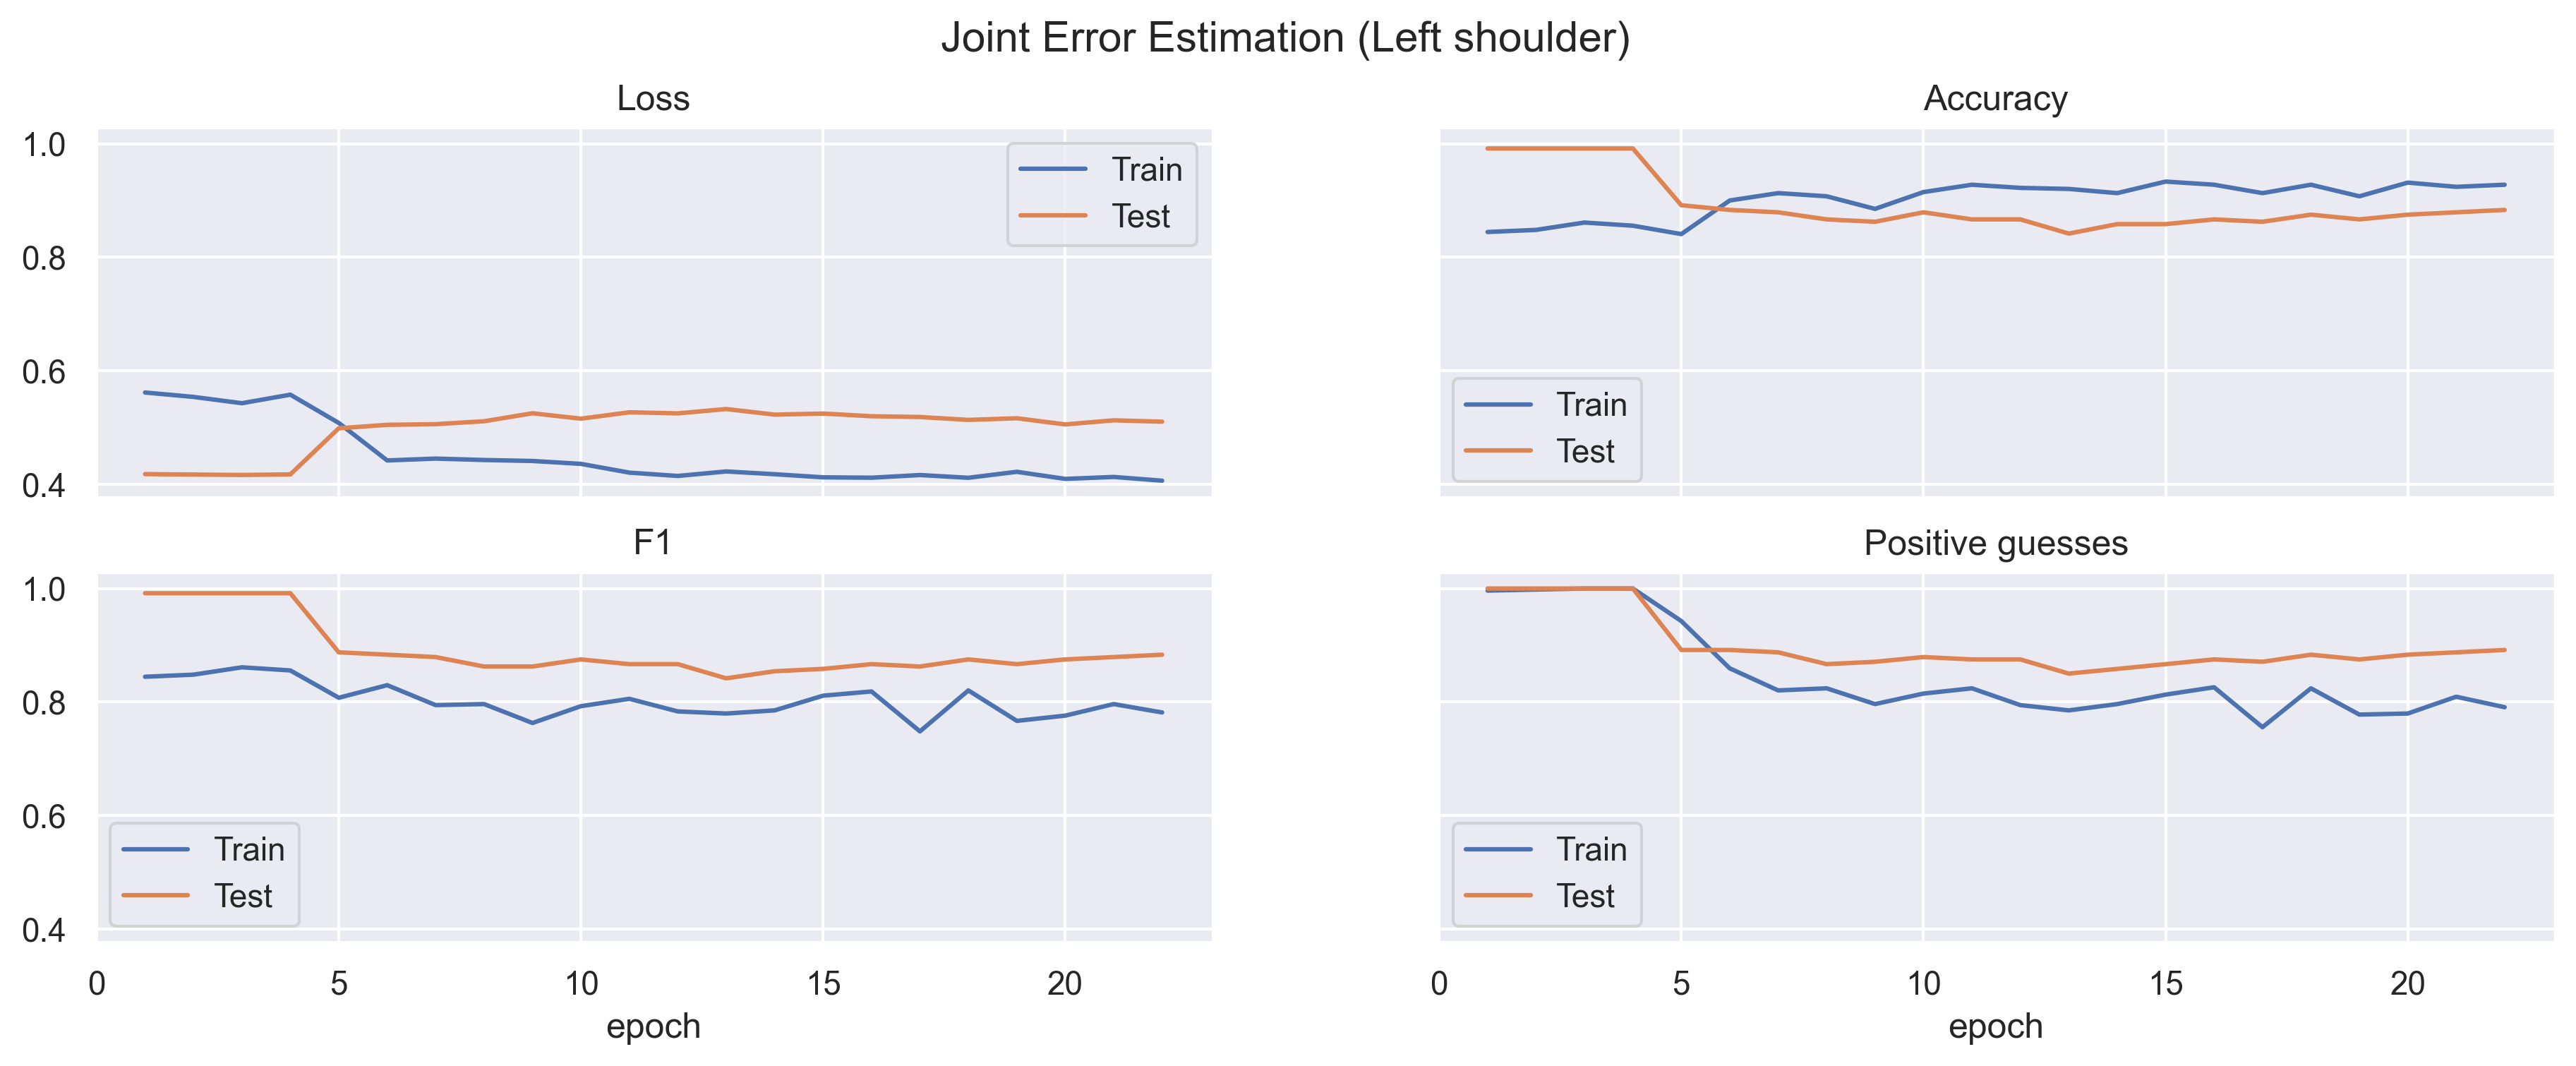 Joint Error Estimation (Left shoulder)
Loss
1.0
0.8
0.6
0.4
Train
Test
Accuracy
Train
Test
F1
1.0
0.8
0.6
0.4
Train
Test
0 5 10 15 20
epoch
Positive guesses
Train
Test
0 5 10 15 20
epoch